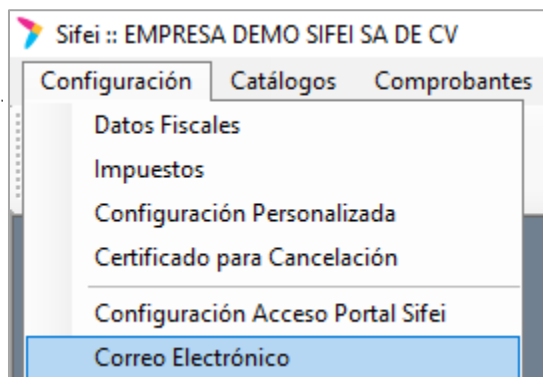 Sifei :: EMPRESA DEMO SIFEI SA DE CV
Configuración Catálogos Comprobantes
Datos Fiscales
Impuestos
Configuración Personalizada
Certificado para Cancelación
Configuración Acceso Portal Sifei
Correo Electrónico